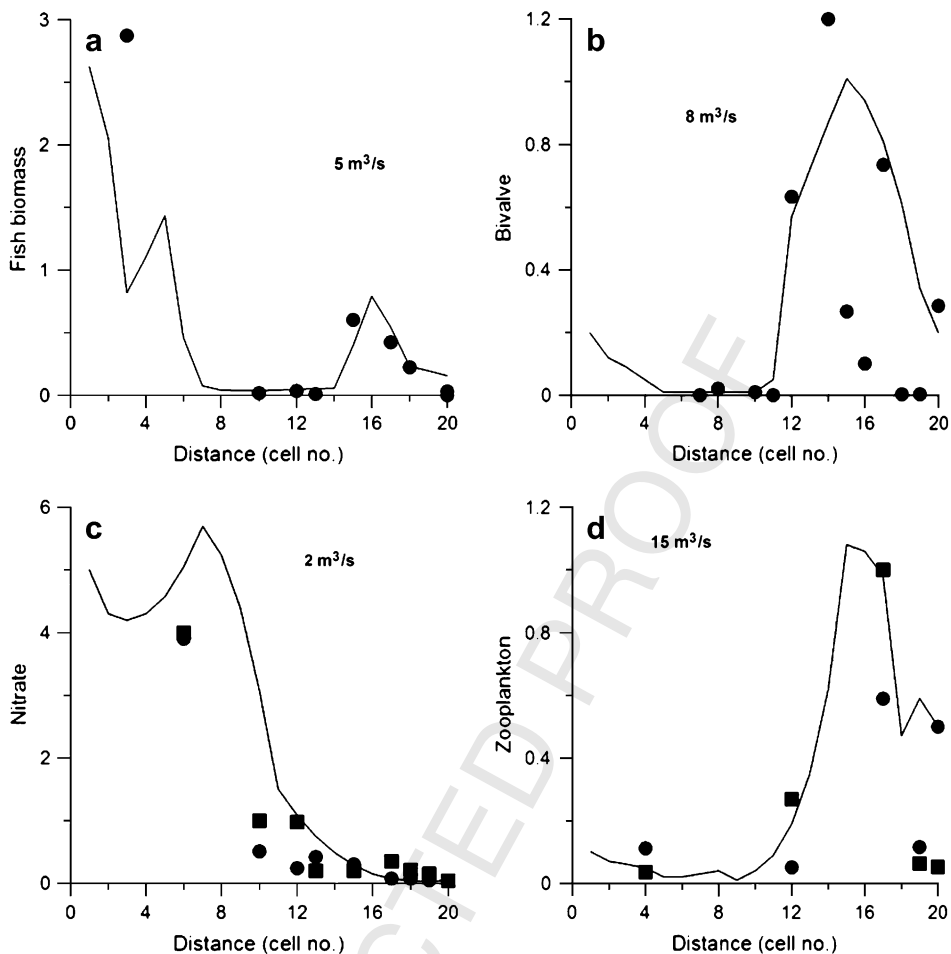 a
5 m³/s
Fish biomass
3
2
1
0
0 4 8 12 16 20
Distance (cell no.)
b
8 m³/s
Bivalve
1.2
0.8
0.4
0
0 4 8 12 16 20
Distance (cell no.)
c
2 m³/s
Nitrate
6
4
2
0
0 4 8 12 16 20
Distance (cell no.)
d
15 m³/s
Zooplankton
1.2
0.8
0.4
0
0 4 8 12 16 20
Distance (cell no.)
CTED PROOF